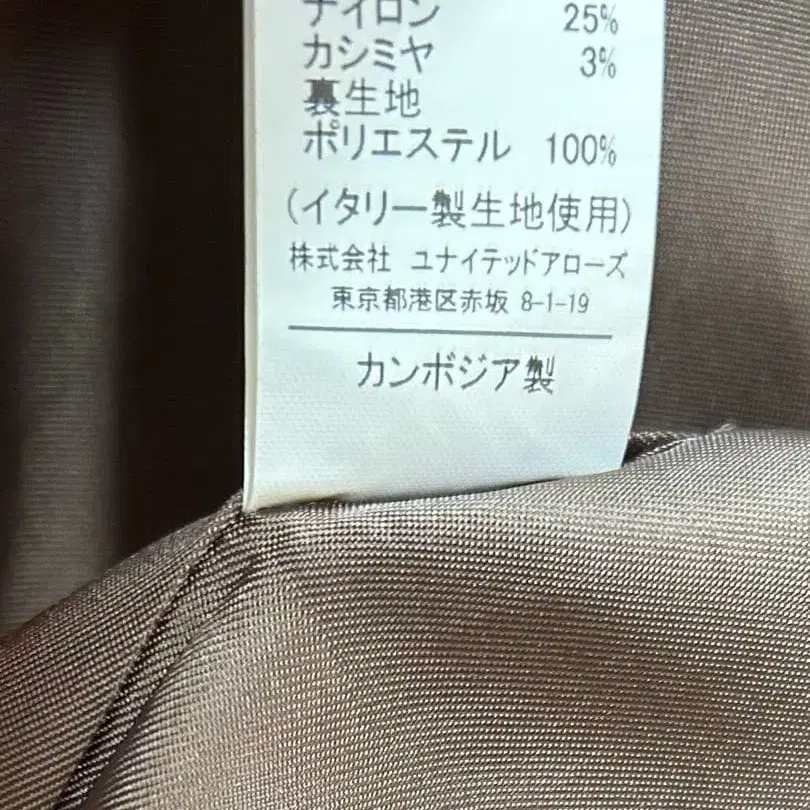 ナイロン 25%
カシミヤ 3%
裏生地
ポリエステル 100%
(イタリー製生地使用)
株式会社 ユナイテッドアローズ
東京都港区赤坂 8-1-19
カンボジア製